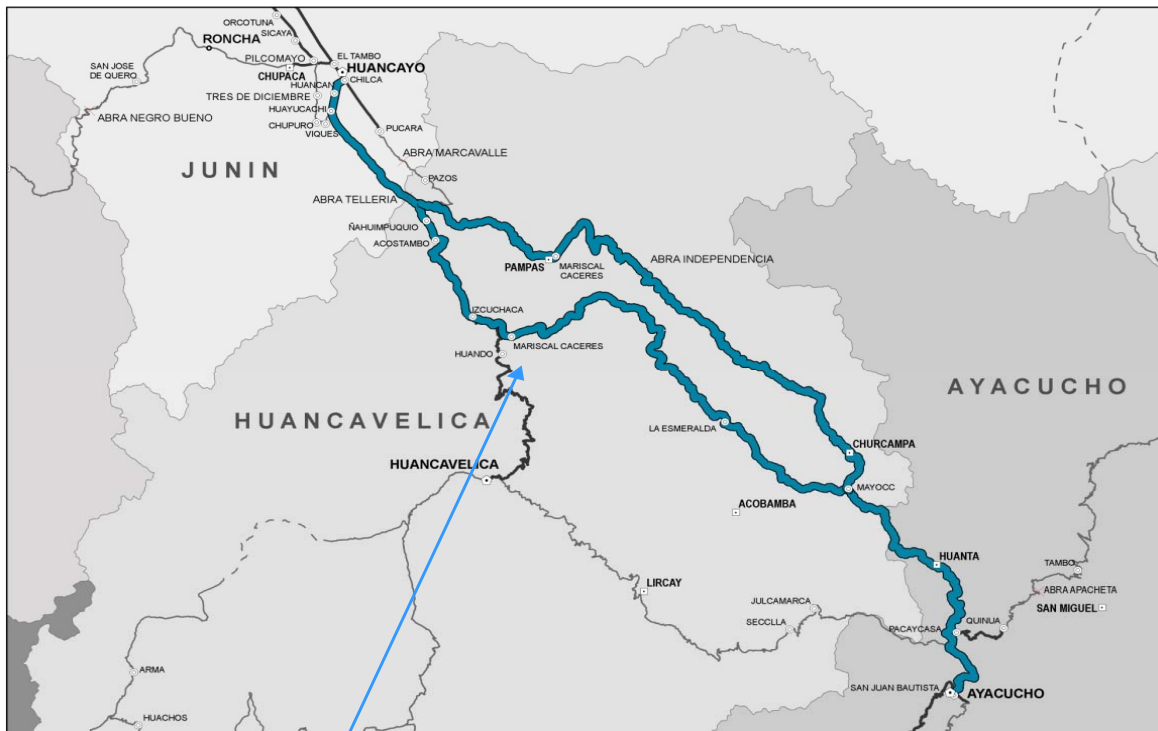 ORCOTUNA
SICAYA
RONCHA
PILCOMAYO
EL TAMBO
HUANCAYO
SAN JOSE
DE QUERO
CHUPACA
CHILCA
HUANCAN
TRES DE DICIEMBRE
HUAYUCACHI
ABRA NEGRO BUENO
CHUPURO
VIQUES
PUCARA
ABRA MARCAVALLE
JUNIN
PAZOS
ABRA TELLERIA
ÑAHUIMPUQUIO
ACOSTAMBO
PAMPAS
MARISCAL
CACERES
ABRA INDEPENDENCIA
IZCUCHACA
MARISCAL CACERES
HUANDO
AYACUCHO
HUANCAVELICA
LA ESMERALDA
CHURCAMPA
HUANCAVELICA
MAYOCC
ACOBAMBA
HUANTA
TAMBO
LIRCAY
ABRA APACHETA
JULCAMARCA
SAN MIGUEL
SECCLLA
PACAYCASA
QUINUA
ARMA
SAN JUAN BAUTISTA
AYACUCHO
HUACHOS